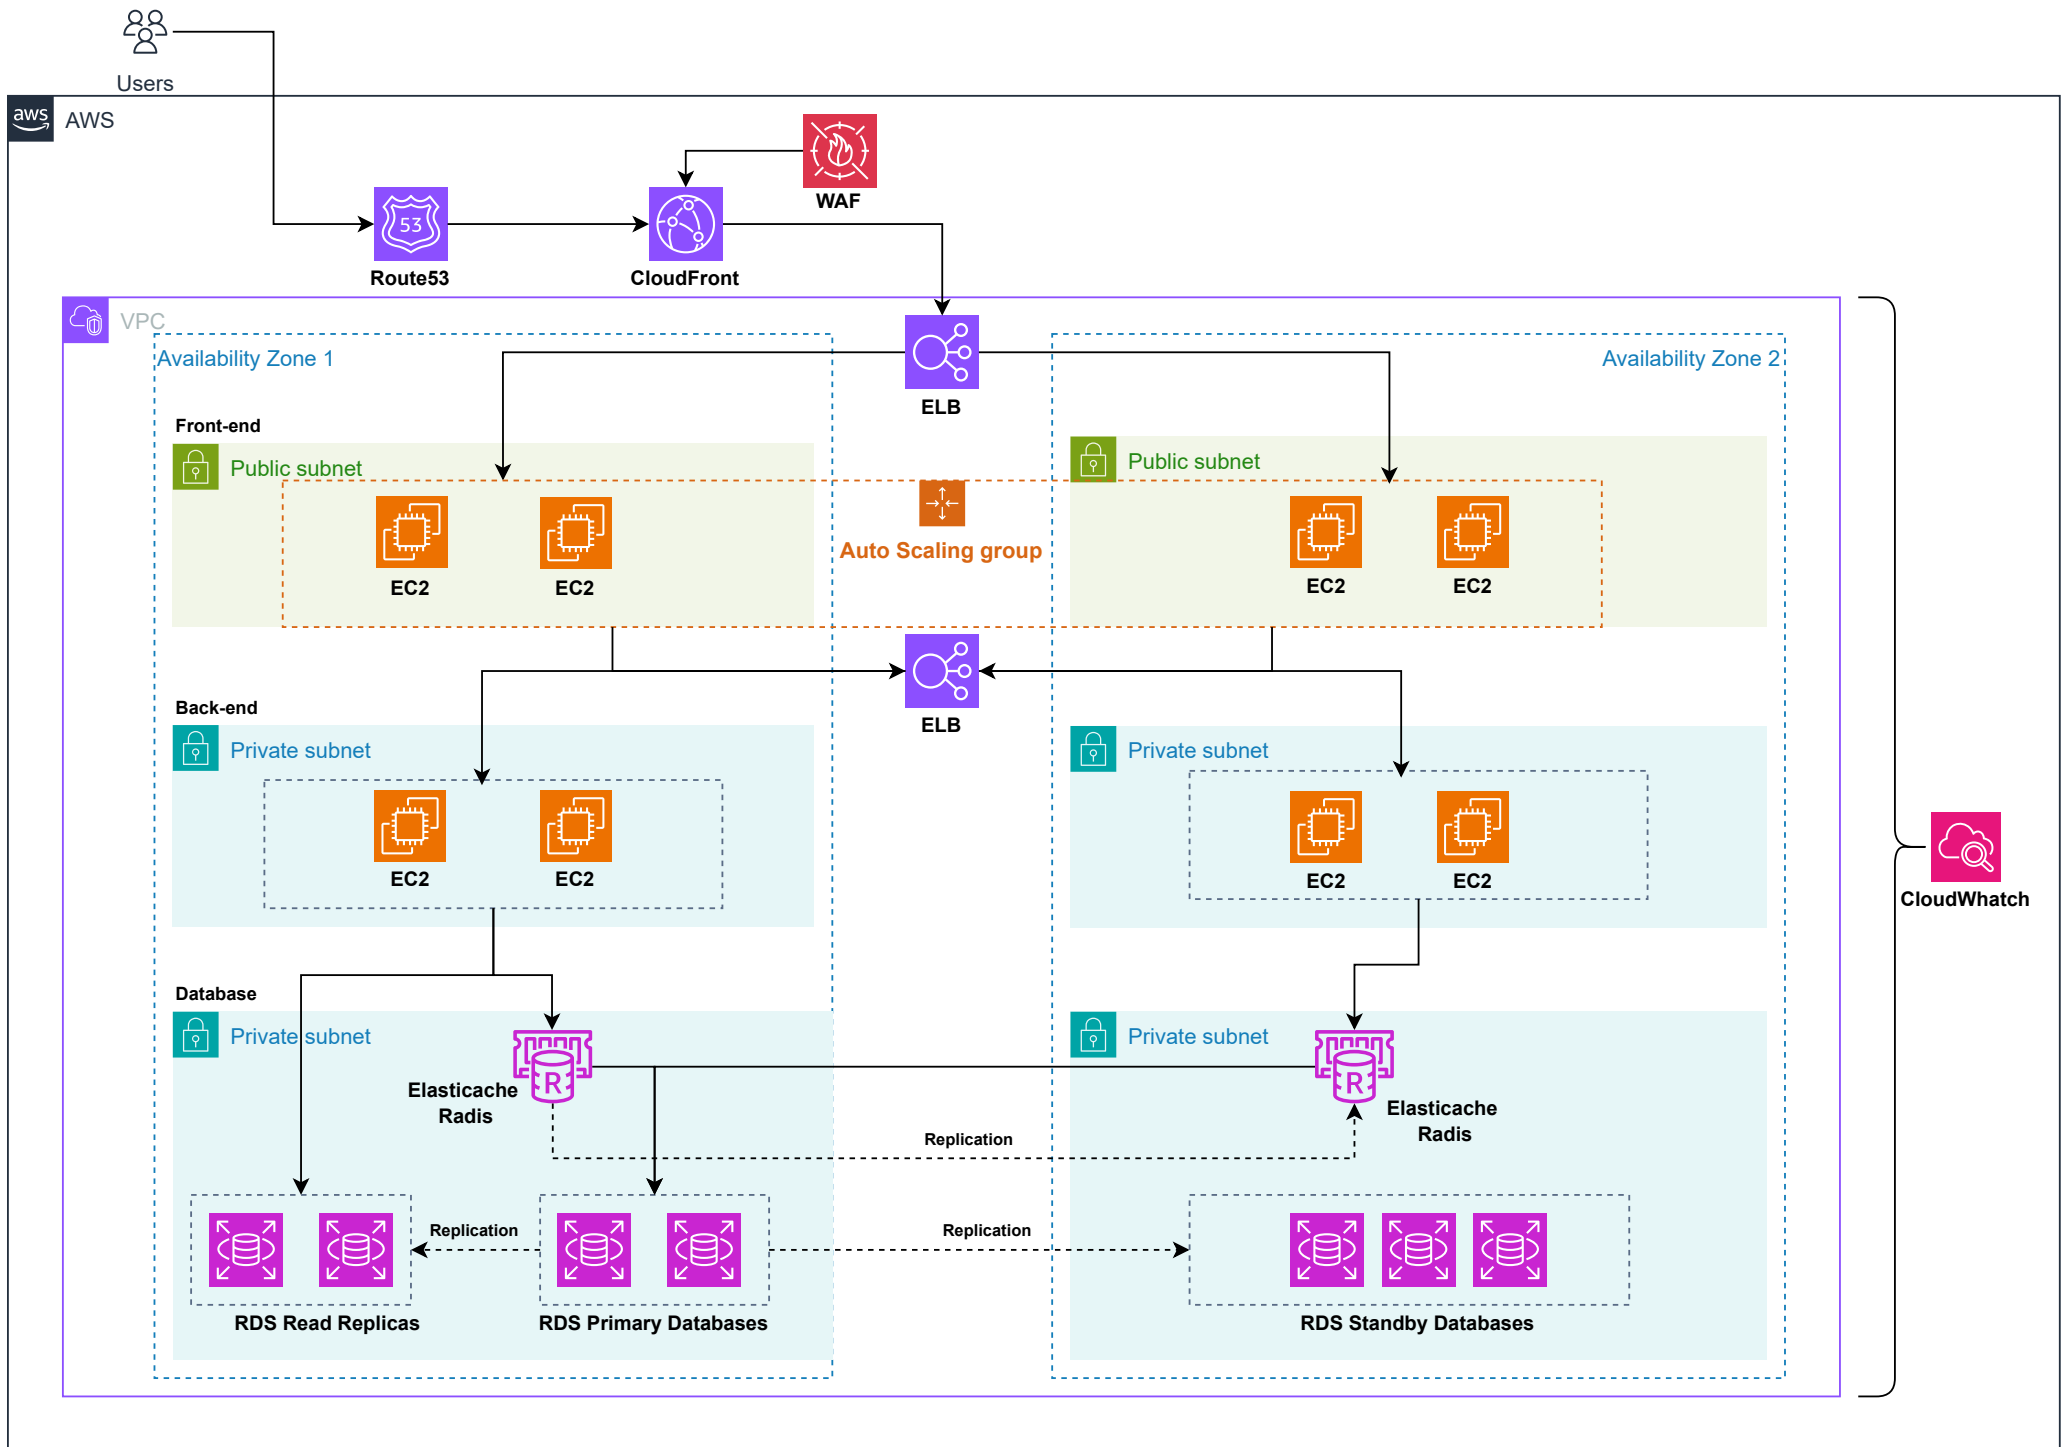 Users
aws
AWS
WAF
53
Route53
CloudFront
VPC
Availability Zone 1
Availability Zone 2
ELB
Front-end
Public subnet
Public subnet
Auto Scaling group
EC2
EC2
EC2
EC2
ELB
Back-end
Private subnet
Private subnet
EC2
EC2
EC2
EC2
CloudWhatch
Database
Private subnet
Private subnet
R
R
Elasticache
Radis
Elasticache
Radis
Replication
Replication
Replication
RDS Read Replicas
RDS Primary Databases
RDS Standby Databases